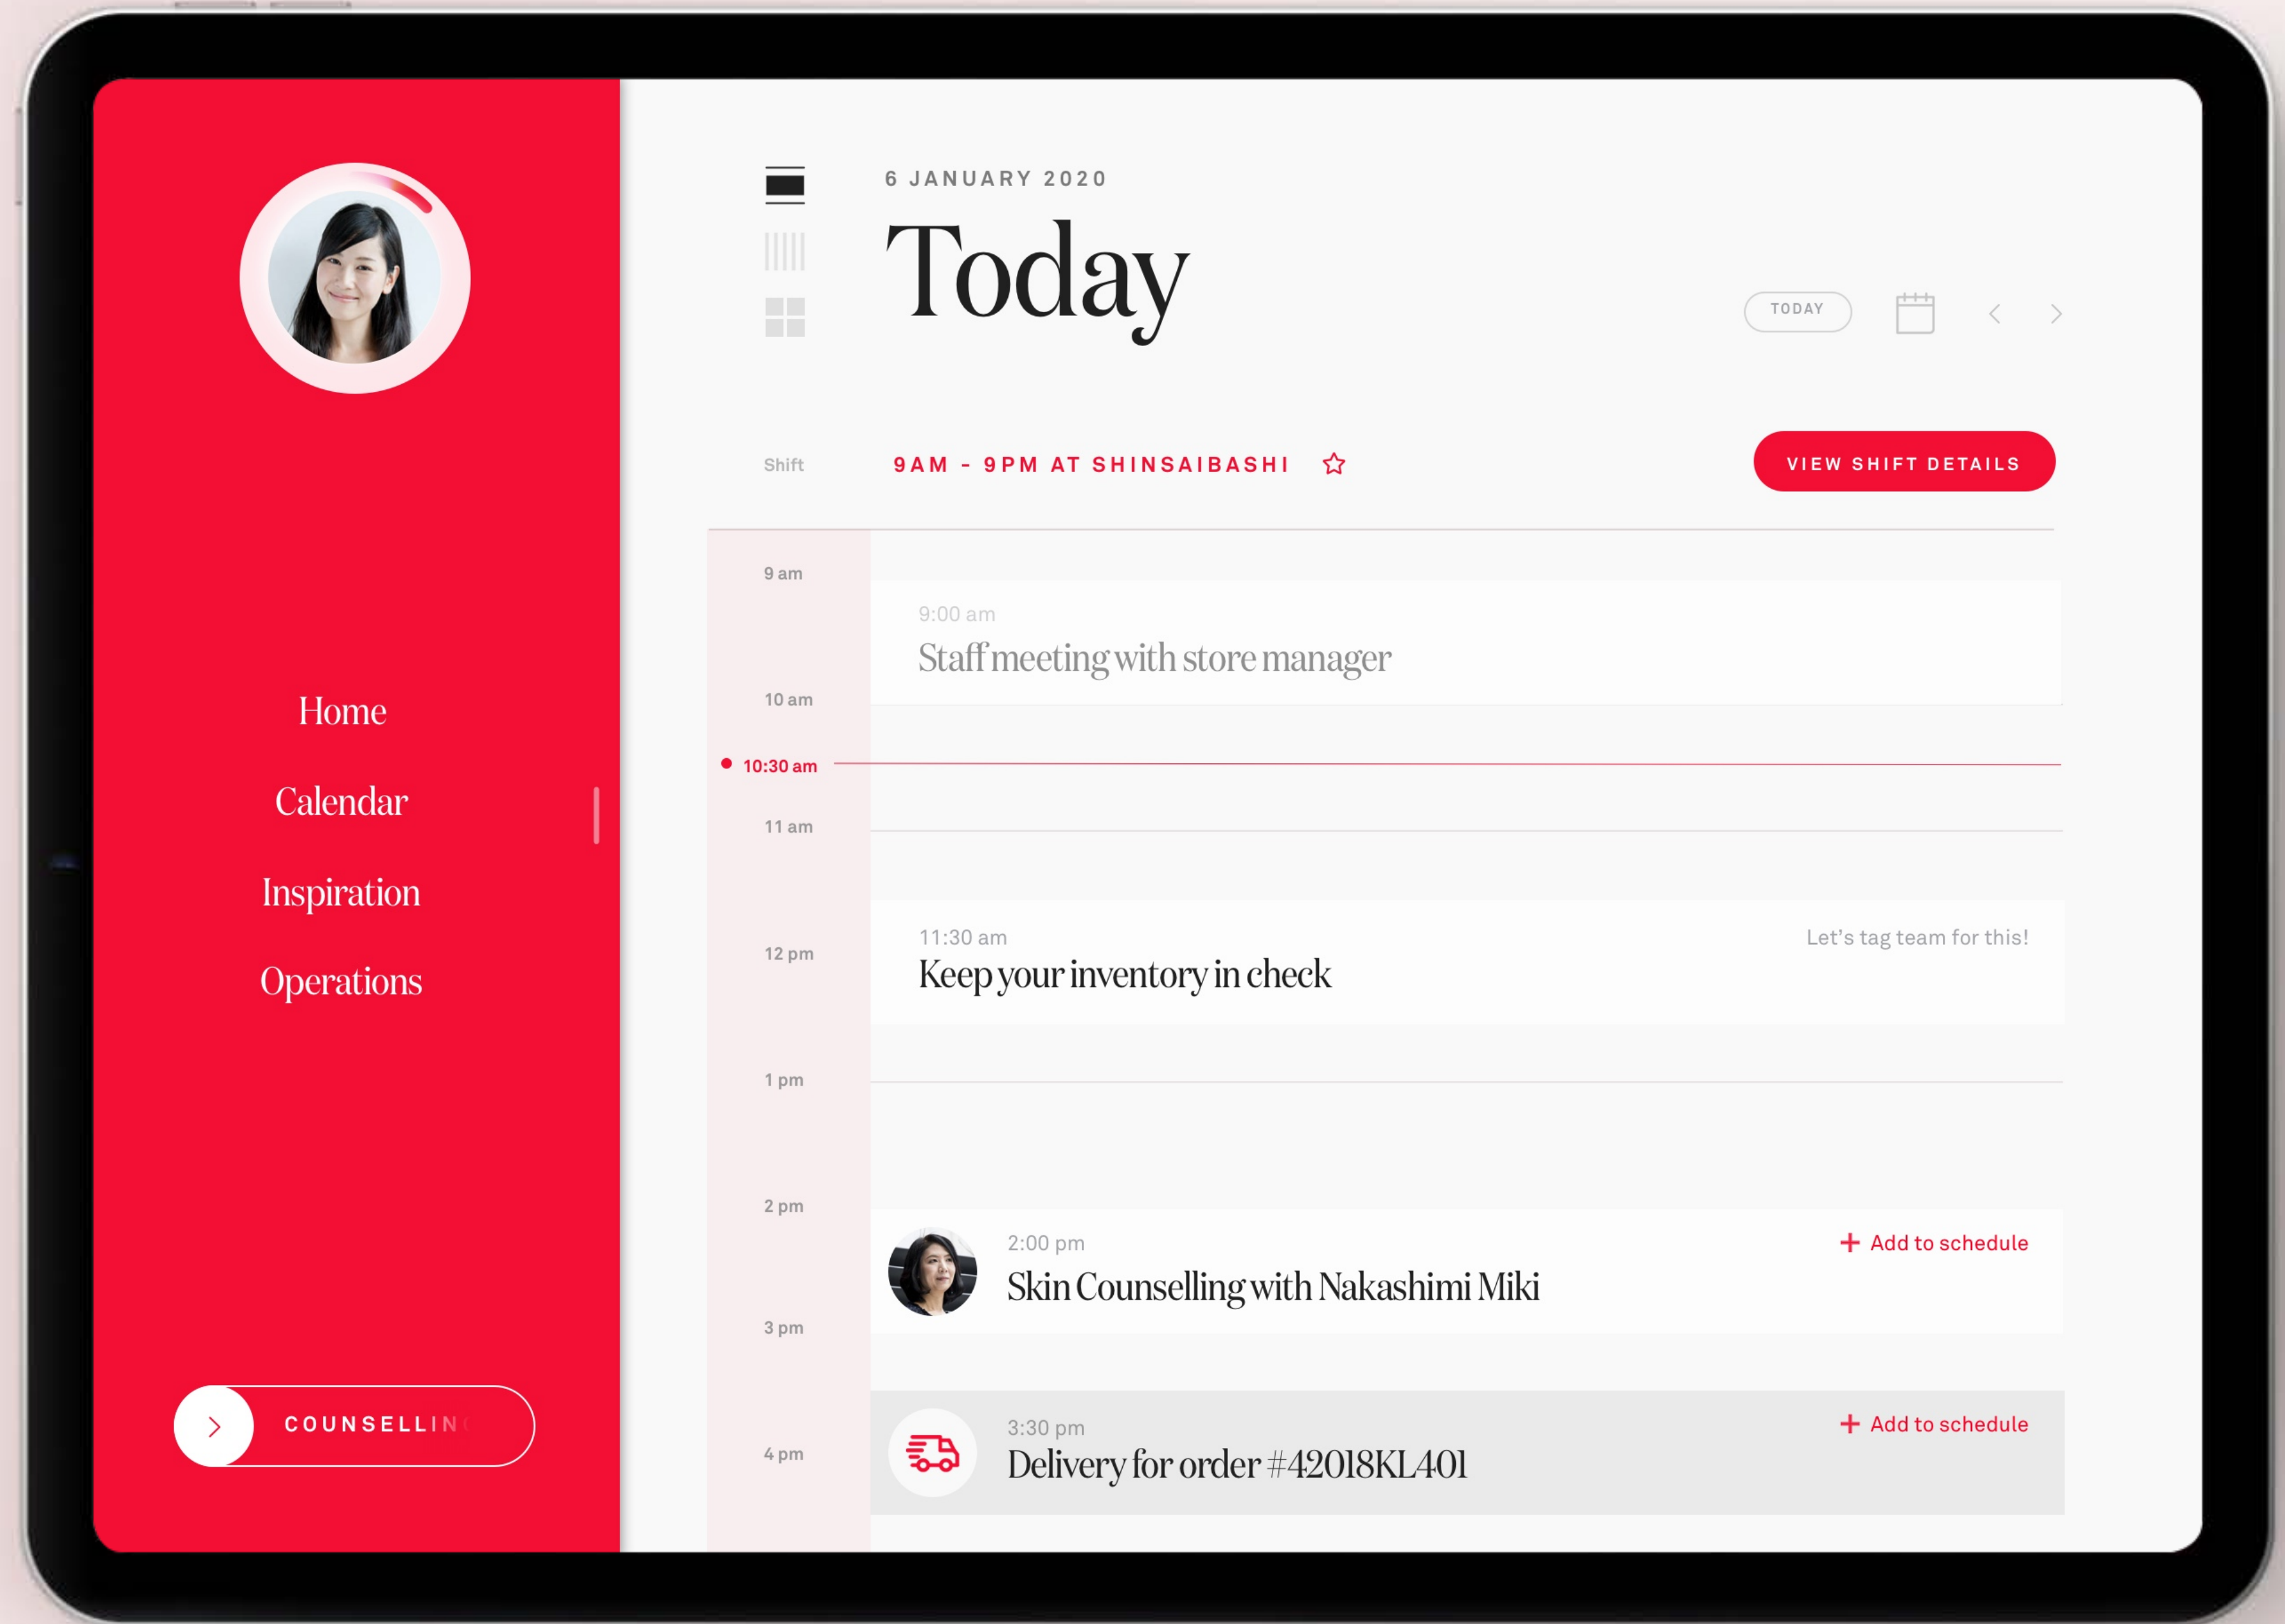 Home
Calendar
Inspiration
Operations
COUNSELLIN
6 JANUARY 2020
Today
TODAY
Shift
9AM - 9PM AT SHINSAIBASHI
VIEW SHIFT DETAILS
9 am
9:00 am
Staff meeting with store manager
10 am
10:30 am
11 am
11:30 am
Let's tag team for this!
12 pm
Keep your inventory in check
1 pm
2 pm
2:00 pm
Add to schedule
Skin Counselling with Nakashimi Miki
3 pm
3:30 pm
Add to schedule
4 pm
Delivery for order #42018KL401